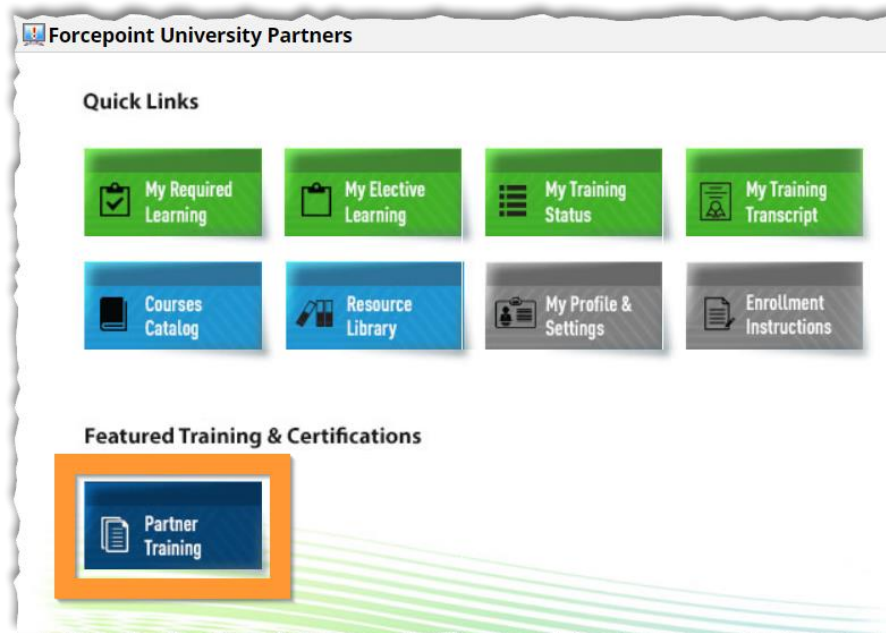 Forcepoint University Partners
Quick Links
My Required
Learning
My Elective
Learning
My Training
Status
My Training
Transcript
Courses
Catalog
Resource
Library
My Profile &
Settings
Enrollment
Instructions
Featured Training & Certifications
Partner
Training